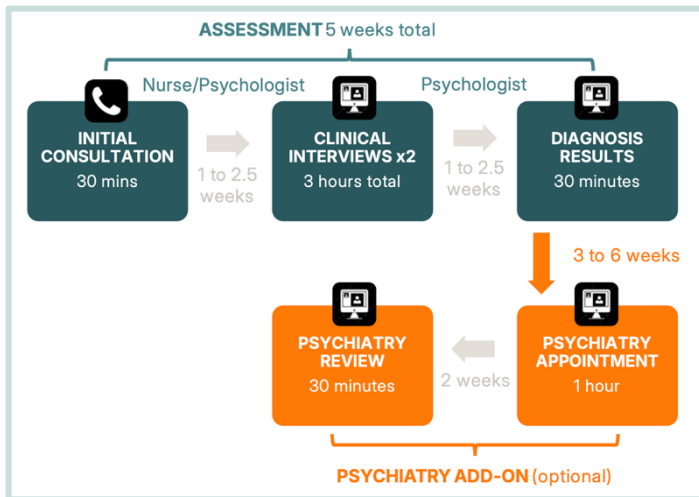 ASSESSMENT 5 weeks total
Nurse/Psychologist
Psychologist
INITIAL
CONSULTATION
30 mins
1 to 2.5
weeks
CLINICAL
INTERVIEWS x2
3 hours total
1 to 2.5
weeks
DIAGNOSIS
RESULTS
30 minutes
3 to 6 weeks
PSYCHIATRY
APPOINTMENT
1 hour
2 weeks
PSYCHIATRY
REVIEW
30 minutes
PSYCHIATRY ADD-ON (optional)